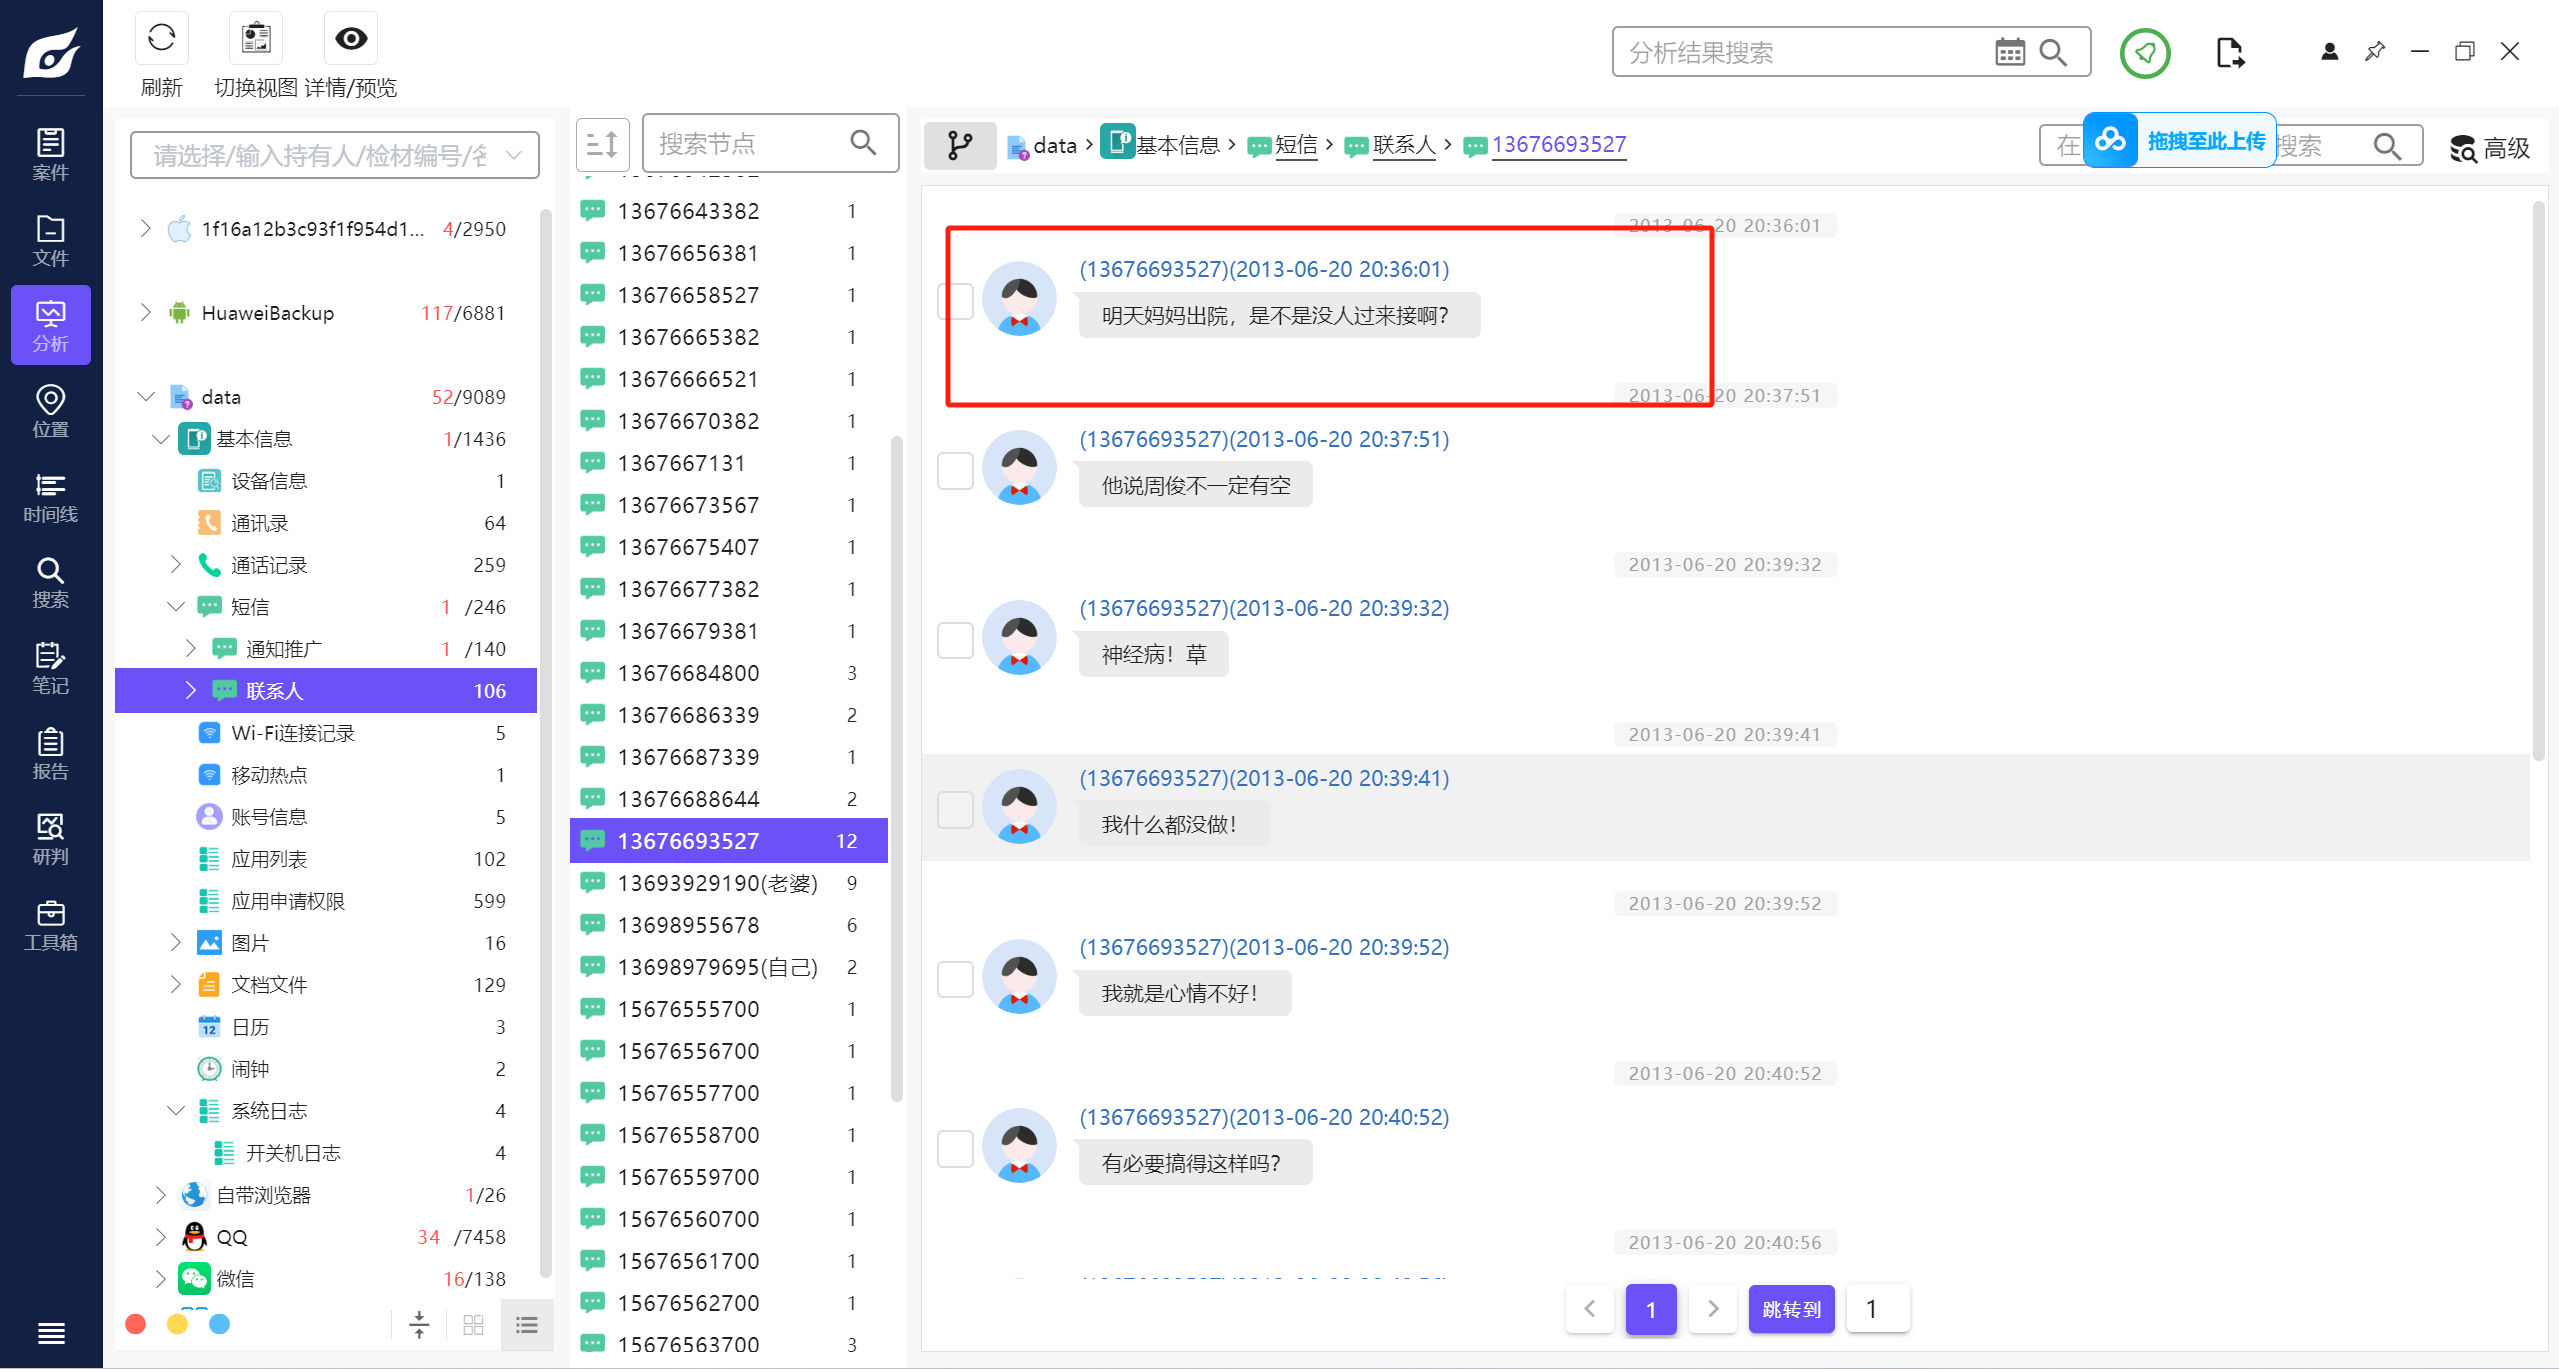 刷新
切换视图
详情/预览
分析结果搜索
案件
文件
分析
位置
时间线
搜索
笔记
报告
研判
工具箱
请选择/输入持有人/检材编号/名
1f16a12b3c93f1f954d1... 4/2950
HuaweiBackup 117/6881
data 52/9089
基本信息 1/1436
设备信息 1
通讯录 64
通话记录 259
短信 1 /246
通知推广 1 /140
联系人 106
Wi-Fi连接记录 5
移动热点 1
账号信息 5
应用列表 102
应用申请权限 599
图片 16
文档文件 129
日历 3
闹钟 2
系统日志 4
开关机日志 4
自带浏览器 1/26
QQ 34 /7458
微信 16/138
搜索节点
13676643382 1
13676656381 1
13676658527 1
13676665382 1
13676666521 1
13676670382 1
1367667131 1
13676673567 1
13676675407 1
13676677382 1
13676679381 1
13676684800 3
13676686339 2
13676687339 1
13676688644 2
13676693527 12
13693929190(老婆) 9
13698955678 6
13698979695(自己) 2
15676555700 1
15676556700 1
15676557700 1
15676558700 1
15676559700 1
15676560700 1
15676561700 1
15676562700 1
15676563700 3
data > 基本信息 > 短信 > 联系人 > 13676693527
在
拖拽至此上传
搜索
高级
2013-06-20 20:36:01
(13676693527)(2013-06-20 20:36:01)
明天妈妈出院，是不是没人过来接啊？
2013-06-20 20:37:51
(13676693527)(2013-06-20 20:37:51)
他说周俊不一定有空
2013-06-20 20:39:32
(13676693527)(2013-06-20 20:39:32)
神经病！草
2013-06-20 20:39:41
(13676693527)(2013-06-20 20:39:41)
我什么都没做！
2013-06-20 20:39:52
(13676693527)(2013-06-20 20:39:52)
我就是心情不好！
2013-06-20 20:40:52
(13676693527)(2013-06-20 20:40:52)
有必要搞得这样吗？
2013-06-20 20:40:56
1
跳转到
1